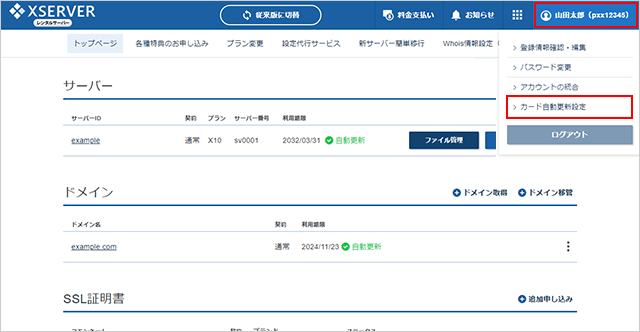 XSERVER
レンタルサーバー
従来版に切替
料金支払い
お知らせ
山田太郎（pxx12345）
トップページ 各種特典のお申し込み プラン変更 設定代行サービス 新サーバー簡単移行 Whois情報設定
登録情報確認・編集
パスワード変更
アカウントの統合
カード自動更新設定
ログアウト
サーバー
サーバーID 契約 プラン サーバー番号 利用期限
example 通常 X10 sv0001 2032/03/31 自動更新 ファイル管理
ドメイン
ドメイン取得 ドメイン移管
ドメイン名 契約 利用期限
example.com 通常 2024/11/23 自動更新
SSL証明書
追加申し込み